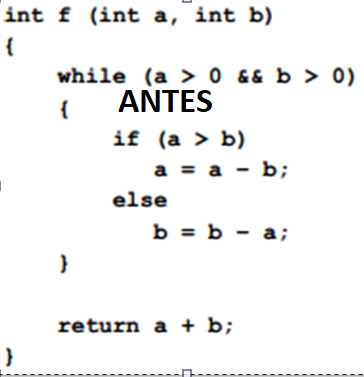 int f (int a, int b)
{
while (a > 0 && b > 0)
{ ANTES
if (a > b)
a = a - b;
else
b = b - a;
}
return a + b;
}